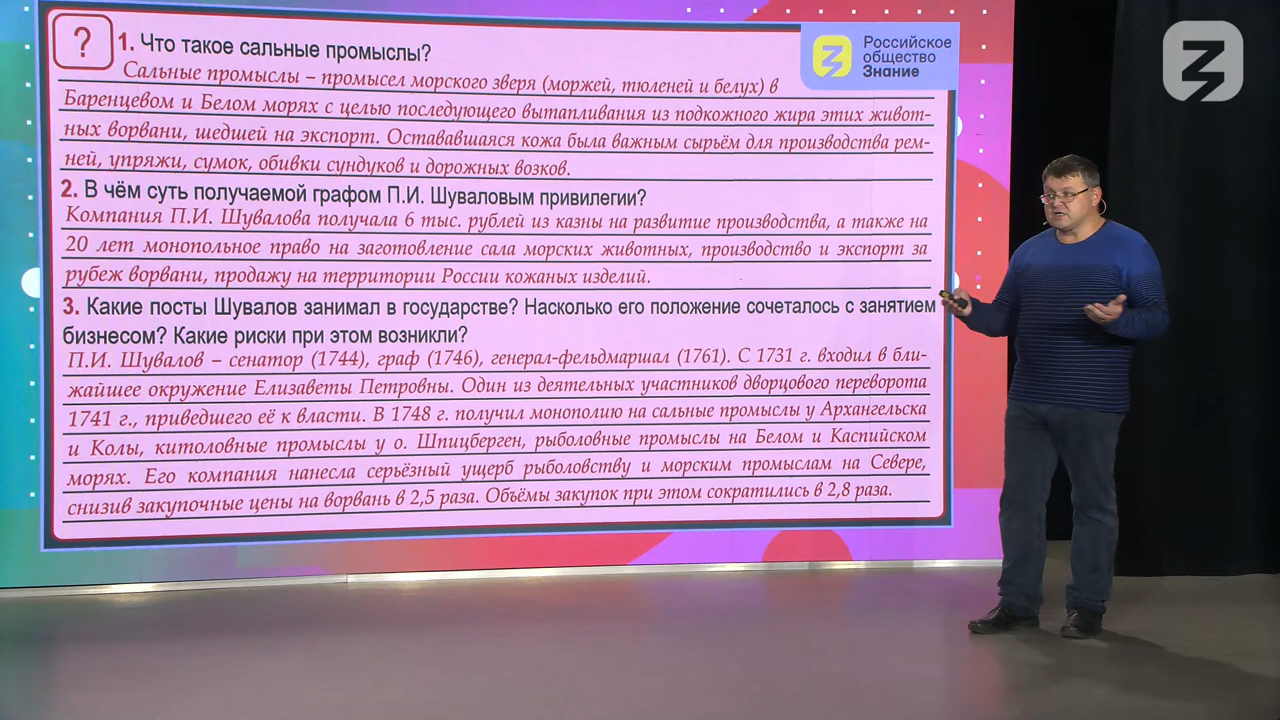 ?
1. Что такое сальные промыслы?
Российское
общество
Знание
Сальные промыслы – промысел морского зверя (моржей, тюленей и белух) в
Баренцевом и Белом морях с целью последующего вытапливания из подкожного жира этих живот-
ных ворвани, шедшей на экспорт. Остававшаяся кожа была важным сырьём для производства рем-
ней, упряжи, сумок, обивки сундуков и дорожных возков.
2. В чём суть получаемой графом П.И. Шуваловым привилегии?
Компания П.И. Шувалова получала 6 тыс. рублей из казны на развитие производства, а также на
20 лет монопольное право на заготовление сала морских животных, производство и экспорт за
рубеж ворвани, продажу на территории России кожаных изделий.
3. Какие посты Шувалов занимал в государстве? Насколько его положение сочеталось с занятием
бизнесом? Какие риски при этом возникли?
П.И. Шувалов – сенатор (1744), граф (1746), генерал-фельдмаршал (1761). С 1731 г. входил в бли-
жайшее окружение Елизаветы Петровны. Один из деятельных участников дворцового переворота
1741 г., приведшего её к власти. В 1748 г. получил монополию на сальные промыслы у Архангельска
и Колы, китоловные промыслы у о. Шпицберген, рыболовные промыслы на Белом и Каспийском
морях. Его компания нанесла серьёзный ущерб рыболовству и морским промыслам на Севере,
снизив закупочные цены на ворвань в 2,5 раза. Объёмы закупок при этом сократились в 2,8 раза.